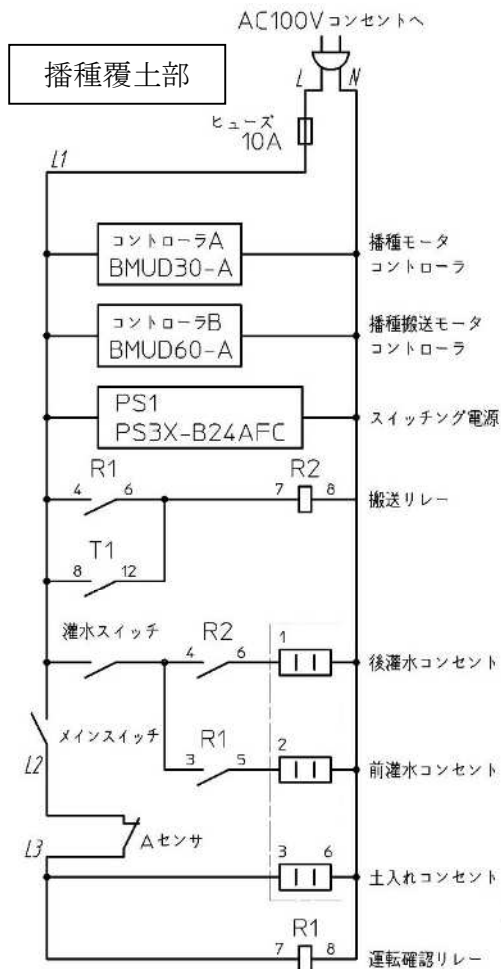 AC100Vコンセントへ
播種覆土部
L N
ヒューズ
10A
L1
コントローラA
BMUD30-A
播種モータ
コントローラ
コントローラB
BMUD60-A
播種搬送モータ
コントローラ
PS1
PS3X-B24AFC
スイッチング電源
R1 R2
4 6 7 8 搬送リレー
T1
8 12
灌水スイッチ R2 1
4 6 後灌水コンセント
メインスイッチ R1 2
L2 3 5 前灌水コンセント
Aセンサ
L3 3 6
土入れコンセント
R1
7 8 運転確認リレー